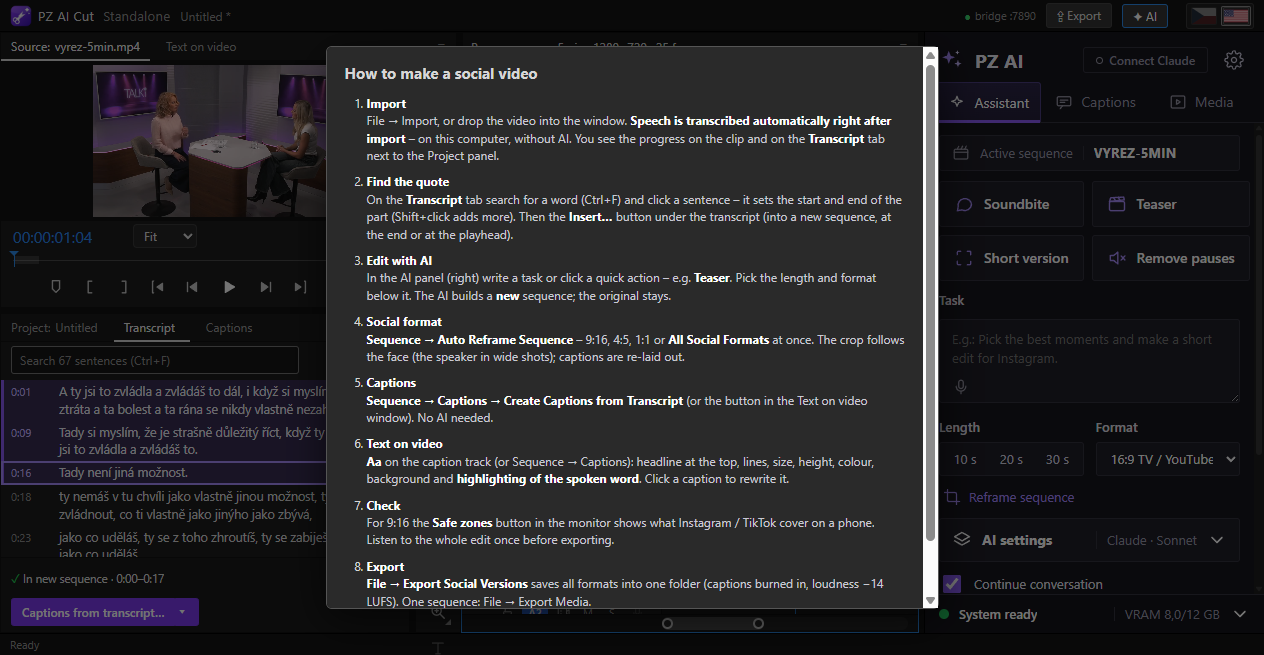 PZ AI Cut Standalone Untitled *
bridge :7890
Export
AI
Source: vyrez-5min.mp4
Text on video
TALK
00:00:01:04
Fit
Project: Untitled
Transcript
Captions
Search 67 sentences (Ctrl+F)
0:01 A ty jsi to zvládla a zvládáš to dál, i když si myslím
ztráta a ta bolest a ta rána se nikdy vlastně
0:09 Tady si myslím, že je strašně důležitý říct, když ty
jsi to zvládla a zvládáš to.
0:16 Tady není jiná možnost.
0:18 ty nemáš v tu chvíli jako vlastně jinou možnost,
zvládnout, co ti vlastně jako jinýho jako zbývá,
0:23 jako co uděláš, ty se z toho zhroutíš, ty se zabiješ
jako co uděláš
✓ In new sequence · 0:00–0:17
Captions from transcript...
Ready
How to make a social video
1. Import
File → Import, or drop the video into the window. Speech is transcribed automatically right after
import – on this computer, without AI. You see the progress on the clip and on the Transcript tab
next to the Project panel.
2. Find the quote
On the Transcript tab search for a word (Ctrl+F) and click a sentence – it sets the start and end of the
part (Shift+click adds more). Then the Insert... button under the transcript (into a new sequence, at
the end or at the playhead).
3. Edit with AI
In the AI panel (right) write a task or click a quick action – e.g. Teaser. Pick the length and format
below it. The AI builds a new sequence; the original stays.
4. Social format
Sequence → Auto Reframe Sequence – 9:16, 4:5, 1:1 or All Social Formats at once. The crop follows
the face (the speaker in wide shots); captions are re-laid out.
5. Captions
Sequence → Captions → Create Captions from Transcript (or the button in the Text on video
window). No AI needed.
6. Text on video
Aa on the caption track (or Sequence → Captions): headline at the top, lines, size, height, colour,
background and highlighting of the spoken word. Click a caption to rewrite it.
7. Check
For 9:16 the Safe zones button in the monitor shows what Instagram / TikTok cover on a phone.
Listen to the whole edit once before exporting.
8. Export
File → Export Social Versions saves all formats into one folder (captions burned in, loudness −14
LUFS). One sequence: File → Export Media.
PZ AI
Connect Claude
Assistant
Captions
Media
Active sequence VYREZ-5MIN
Soundbite
Teaser
Short version
Remove pauses
Task
E.g.: Pick the best moments and make a short
edit for Instagram.
Length
Format
10 s 20 s 30 s
16:9 TV / YouTube
Reframe sequence
AI settings
Claude · Sonnet
Continue conversation
System ready
VRAM 8,0/12 GB